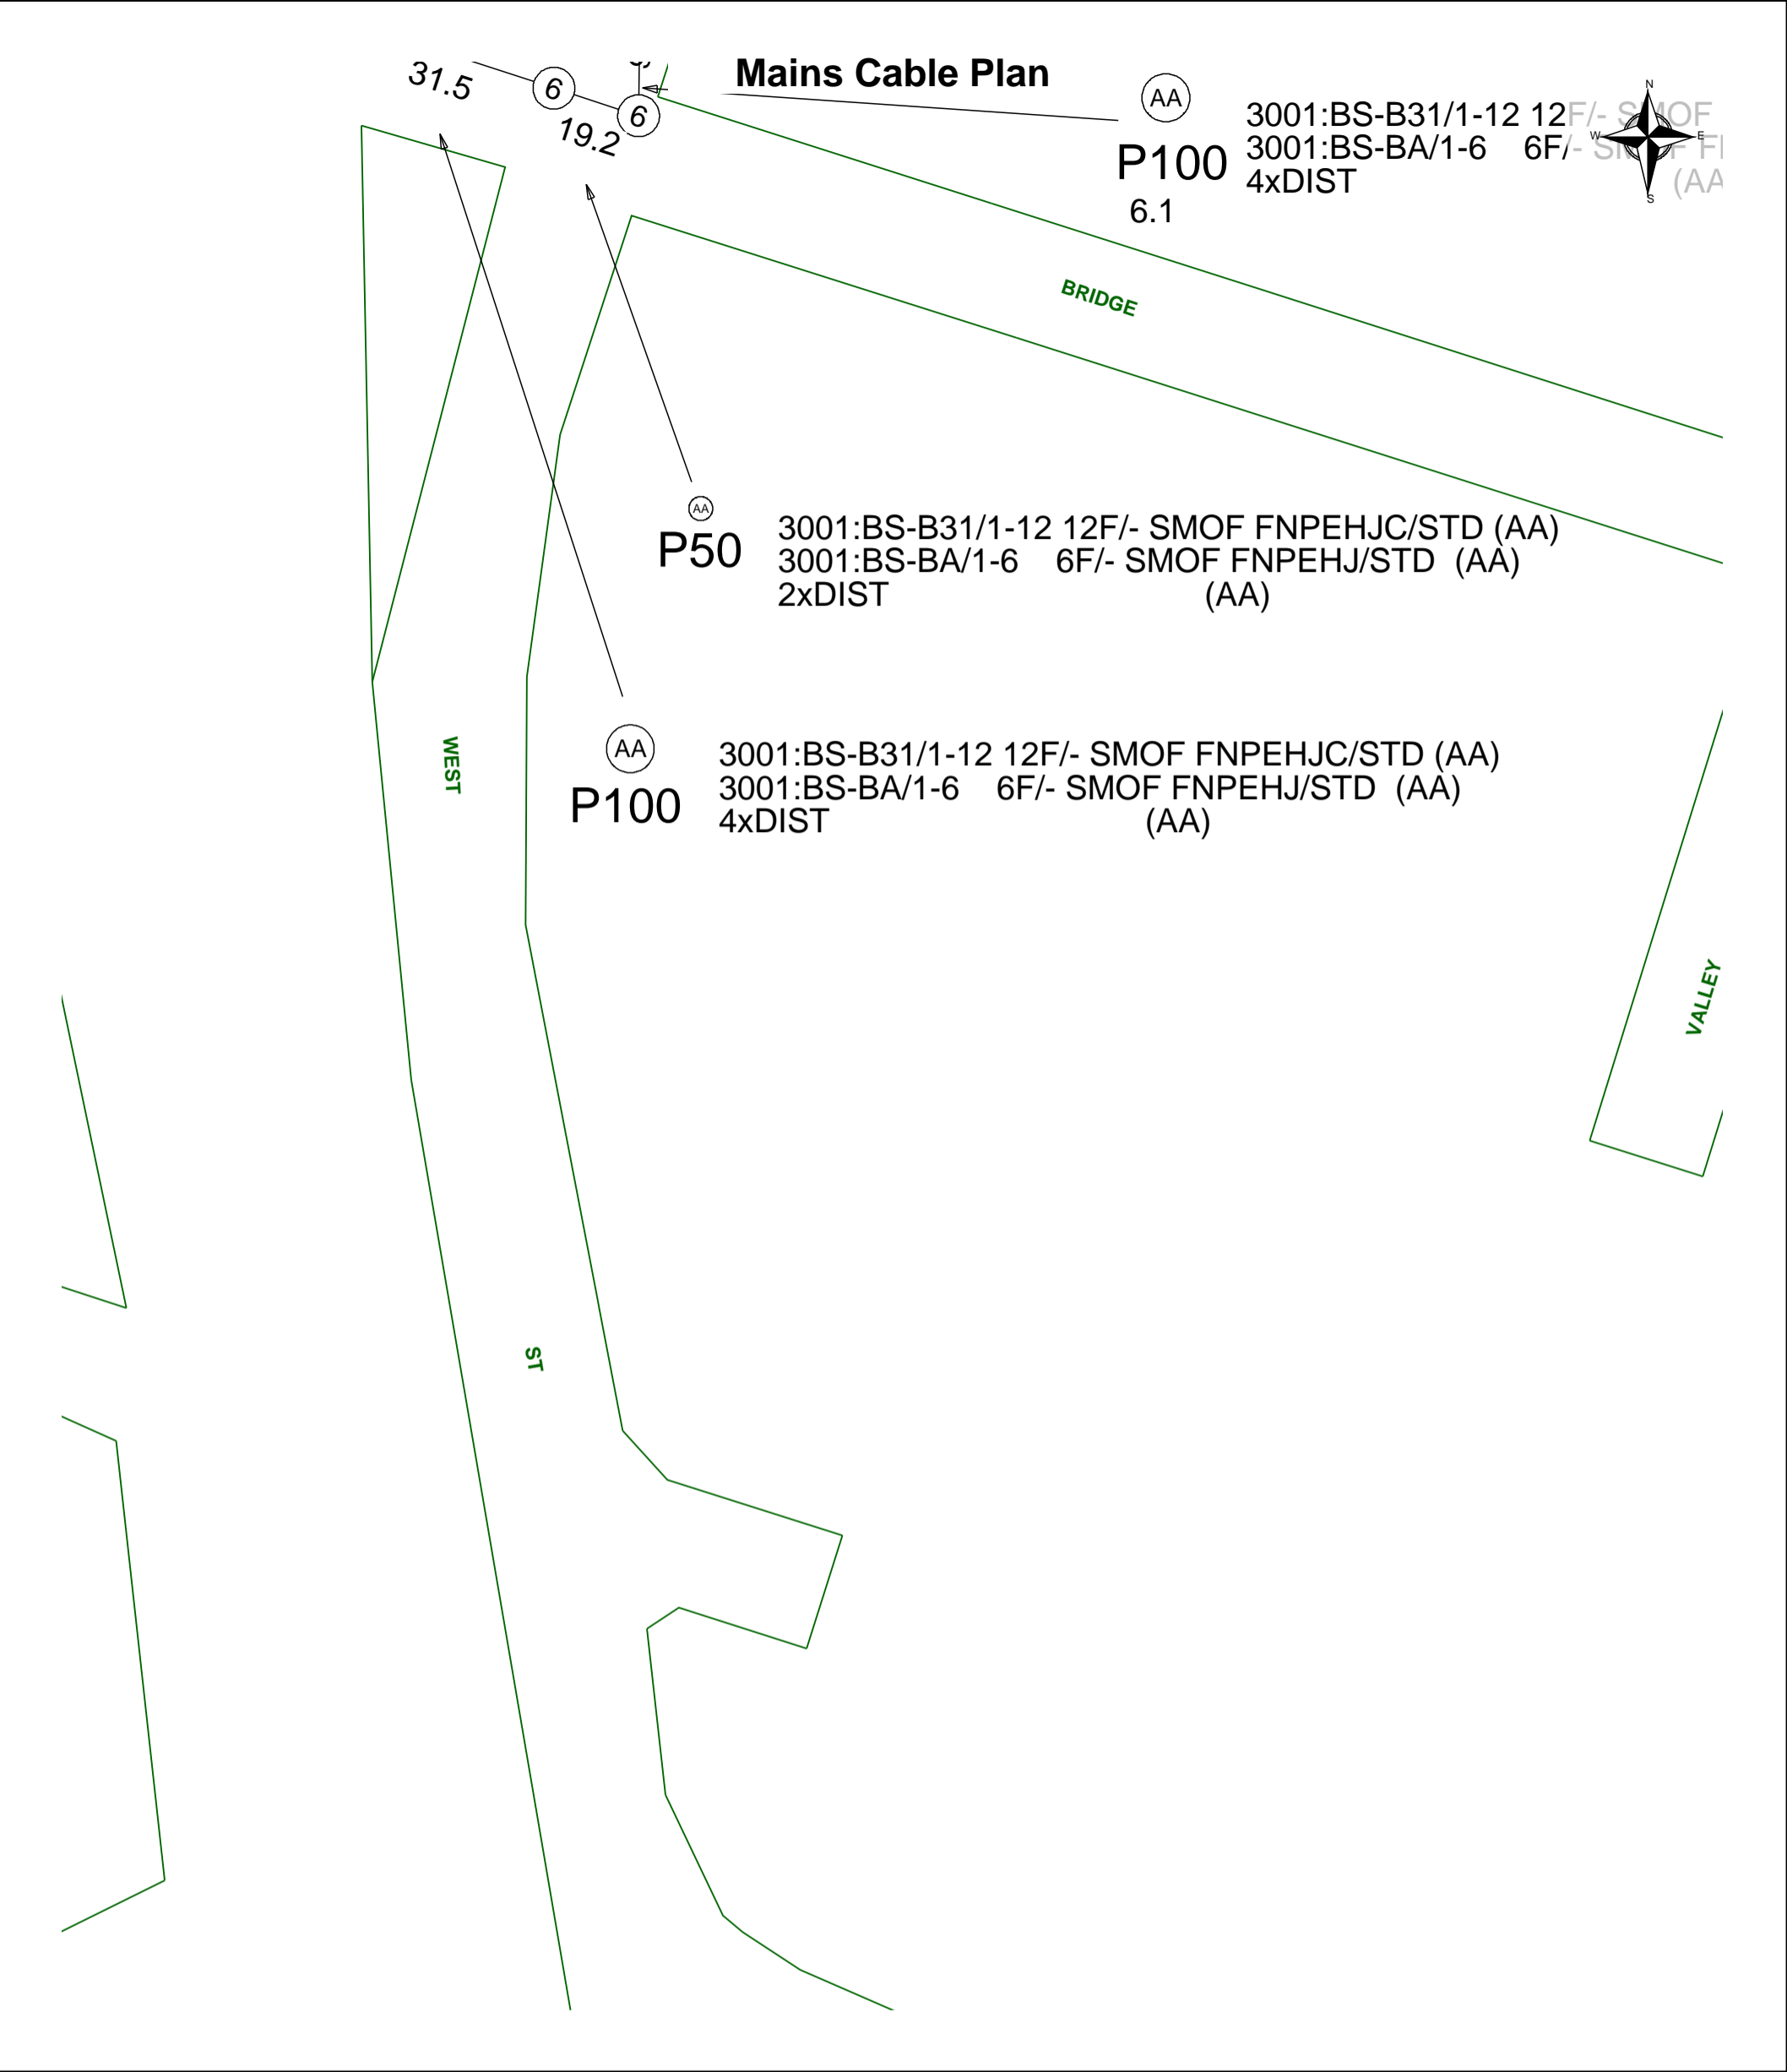 Mains Cable Plan
31.5
6
6
19.2
AA
P100
6.1
3001:BS-B31/1-12 12F/- SMOF
3001:BS-BA/1-6 6F/- SMOF
4xDIST (AA
N
W
E
S
BRIDGE
AA
P50
3001:BS-B31/1-12 12F/- SMOF FNPEHJC/STD (AA)
3001:BS-BA/1-6 6F/- SMOF FNPEHJ/STD (AA)
2xDIST (AA)
WEST
AA
P100
3001:BS-B31/1-12 12F/- SMOF FNPEHJC/STD (AA)
3001:BS-BA/1-6 6F/- SMOF FNPEHJ/STD (AA)
4xDIST (AA)
VALLEY
ST